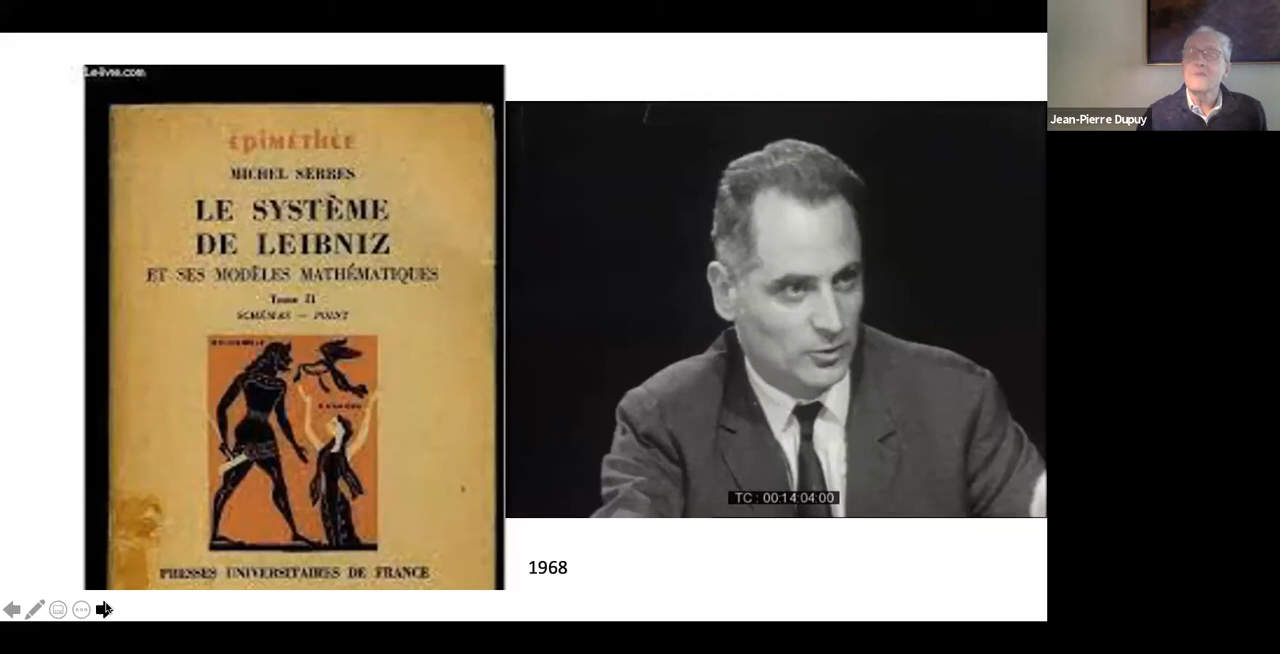 Le-livre.com
épiméthée
MICHEL SERRES
LE SYSTÈME
DE LEIBNIZ
ET SES MODÈLES MATHÉMATIQUES
Tome II
SCHÉMAS — POINT
PRESSES UNIVERSITAIRES DE FRANCE
TC : 00:14:04:00
1968
Jean-Pierre Dupuy